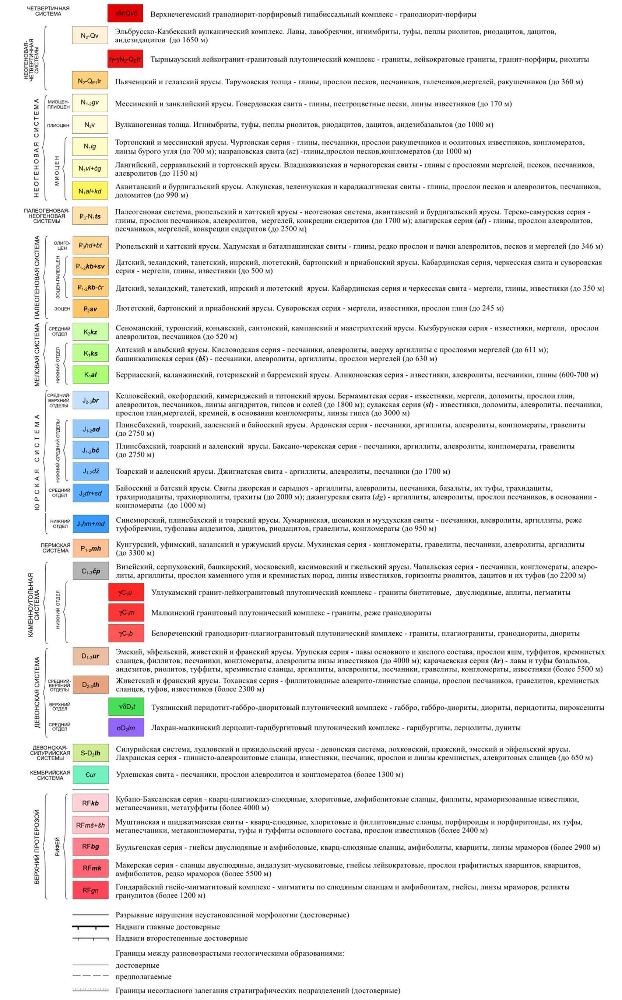 ЧЕТВЕРТИЧНАЯ
СИСТЕМА
γδπQvč
Верхнечегемский гранодиорит-порфировый гипабиссальный комплекс - гранодиорит-порфиры
НЕОГЕНОВАЯ-
ЧЕТВЕРТИЧНАЯ
СИСТЕМЫ
N₂-Qv
Эльбрусско-Казбекский вулканический комплекс. Лавы, лавобрекчии, игнимбриты, туфы, пеплы риолитов, риодацитов, дацитов,
андезидацитов (до 1650 м)
lγ-γN₂-QEtr
Тырныаузский лейкогранит-гранитовый плутонический комплекс - граниты, лейкократовые граниты, гранит-порфиры, риолиты
N₂-QE₁tr
Пьяченцкий и гелазский ярусы. Тарумовская толща - глины, прослои песков, песчаников, галечеиков,мергелей, ракушечников (до 360 м)
НЕОГЕНОВАЯ СИСТЕМА
МИОЦЕН-
ПЛИОЦЕН
N₁₋₂gv
Мессинский и занклийский ярусы. Говердовская свита - глины, пестроцветные пески, линзы известняков (до 170 м)
ПЛИОЦЕН
N₂v
Вулканогенная толща. Игнимбриты, туфы, пеплы риолитов, риодацитов, дацитов, андезибазальтов (до 1000 м)
МИОЦЕН
N₁lg
Тортонский и мессинский ярусы. Чуртовская серия - глины, песчаники, прослои ракушечников и оолитовых известняков, конгломератов,
линзы бурого угля (до 700 м); назрановская свита (nz) -глины,прослои песков,конгломератов (до 1000 м)
N₁vl+čg
Лангийский, серравальский и тортонский ярусы. Владикавказская и черногорская свиты - глины с прослоями мергелей, песков, песчаников,
алевролитов (до 1150 м)
N₁al÷kd
Аквитанский и бурдигальский ярусы. Алкунская, зеленчукская и караджалгинская свиты - глины, прослои песков и алевролитов, песчаников,
доломитов (до 990 м)
ПАЛЕОГЕНОВАЯ-
НЕОГЕНОВАЯ
СИСТЕМЫ
₽₃-N₁ts
Палеогеновая система, рюпельский и хаттский ярусы - неогеновая система, аквитанский и бурдигальский ярусы. Терско-самурская серия -
глины, прослои песчаников, алевролитов, мергелей, конкреции сидеритов (до 1700 м); алагирская серия (al) - глины, прослои алевролитов,
песчаников, мергелей, конкреции сидеритов (до 2500 м)
ПАЛЕОГЕНОВАЯ СИСТЕМА
ОЛИГО-
ЦЕН
₽₃hd+bt
Рюпельский и хаттский ярусы. Хадумская и баталпашинская свиты - глины, редко прослои и пачки алевролитов, песков и мергелей (до 346 м)
ЭОЦЕН-ПАЛЕОЦЕН
₽₁₋₂kb÷sv
Датский, зеландский, танетский, ипрский, лютетский, бартонский и приабонский ярусы. Кабардинская серия, черкесская свита и суворовская
серия - мергели, глины, известняки (до 500 м)
₽₁₋₂kb-čr
Датский, зеландский, танетский, ипрский и лютетский ярусы. Кабардинская серия и черкесская свита - мергели, глины, известняки (до 350 м)
ЭОЦЕН
₽₂sv
Лютетский, бартонский и приабонский ярусы. Суворовская серия - мергели, известняки, прослои глин (до 245 м)
МЕЛОВАЯ СИСТЕМА
СРЕДНИЙ
ОТДЕЛ
K₂kz
Сеноманский, туронский, коньякский, сантонский, кампанский и маастрихтский ярусы. Кызбурунская серия - известняки, мергели, прослои
алевролитов, песчаников (до 520 м)
НИЖНИЙ ОТДЕЛ
K₁ks
Аптский и альбский ярусы. Кисловодская серия - песчаники, алевролиты, вверху аргиллиты с прослоями мергелей (до 611 м);
башинкалинская серия (bš) - песчаники, алевролиты, аргиллиты, прослои мергелей (до 630 м)
K₁al
Берриасский, валанжинский, готеривский и барремский ярусы. Аликоновская серия - известняки, алевролиты, песчаники, глины (600-700 м)
ЮРСКАЯ СИСТЕМА
СРЕДНИЙ-
ВЕРХНИЙ
ОТДЕЛЫ
J₂₋₃br
Келловейский, оксфордский, кимериджский и титонский ярусы. Бермамытская серия - известняки, мергели, доломиты, прослои глин,
алевролитов, песчаников, линзы ангидритов, гипсов и солей (до 1800 м); сулакская серия (sl) - известняки, доломиты, алевролиты, песчаники,
прослои глин,мергелей, кремней, в основании конгломераты, линзы гипса (до 3000 м)
НИЖНИЙ-СРЕДНИЙ ОТДЕЛЫ
J₁₋₂ad
Плинсбахский, тоарский, ааленский и байосский ярусы. Ардонская серия - песчаники, аргиллиты, алевролиты, конгломераты, гравелиты
(до 2750 м)
J₁₋₂bč
Плинсбахский, тоарский и ааленский ярусы. Баксано-черекская серия - песчаники, аргиллиты, алевролиты, конгломераты, гравелиты
(до 2750 м)
J₁₋₂dž
Тоарский и ааленский ярусы. Джигиатская свита - аргиллиты, алевролиты, песчаники (до 1700 м)
СРЕДНИЙ
ОТДЕЛ
J₂dr+sd
Байосский и батский ярусы. Свиты джорская и сарыдюз - аргиллиты, алевролиты, песчаники, базальты, их туфы, трахидациты,
трахириодациты, трахиориолиты, трахиты (до 2000 м); джангурская свита (dg) - аргиллиты, алевролиты, прослои песчаников, в основании -
конгломераты (до 1000 м)
НИЖНИЙ
ОТДЕЛ
J₁hm+md
Синемюрский, плинсбахский и тоарский ярусы. Хумаринская, шоанская и муздухская свиты - песчаники, алевролиты, аргиллиты, реже
туфобрекчии, туфолавы андезитов, дацитов, риодацитов, гравелиты, конгломераты (до 950 м)
ПЕРМСКАЯ
СИСТЕМА
P₁₋₂mh
Кунгурский, уфимский, казанский и уржумский ярусы. Мухинская серия - конгломераты, гравелиты, песчаники, алевролиты, аргиллиты
(до 3300 м)
КАМЕННОУГОЛЬНАЯ
СИСТЕМА
C₁₋₃čp
Визейский, серпуховский, башкирский, московский, касимовский и гжельский ярусы. Чапальская серия - песчаники, конгломераты, алевро-
литы, аргиллиты, прослои каменного угля и кремнистых пород, линзы известняков, горизонты риолитов, дацитов и их туфов (до 2200 м)
НИЖНИЙ ОТДЕЛ
γC₁u
Уллукамский гранит-лейкогранитовый плутонический комплекс - граниты биотитовые, двуслюдяные, аплиты, пегматиты
γC₁m
Малкинский гранитовый плутонический комплекс - граниты, реже гранодиориты
γC₁b
Белореченский гранодиорит-плагиогранитовый плутонический комплекс - граниты, плагиограниты, гранодиориты, диориты
ДЕВОНСКАЯ СИСТЕМА
D₁₋₃ur
Эмский, эйфельский, живетский и франский ярусы. Урупская серия - лавы основного и кислого состава, прослои яшм, туффитов, кремнистых
сланцев, филлитов; песчаники, конгломераты, алевролиты инзы известняков (до 4000 м); карачаевская серия (kr) - лавы и туфы базальтов,
андезитов, риолитов, туффиты, кремнистые сланцы, аргиллиты, алевролиты, песчаники, гравелиты, конгломераты, известняки (более 5500 м)
СРЕДНИЙ-
ВЕРХНИЙ
ОТДЕЛЫ
D₂₋₃th
Живетский и франский ярусы. Тоханская серия - филлитовидные алеврито-глинистые сланцы, прослои песчаников, гравелитов, кремнистых
сланцев, туфов, известняков (более 2300 м)
ВЕРХНИЙ
ОТДЕЛ
νδD₃t
Туялинский перидотит-габбро-диоритовый плутонический комплекс - габбро, габбро-диориты, диориты, перидотиты, пироксениты
СРЕДНИЙ
ОТДЕЛ
σD₂lm
Лахран-малкинский лерцолит-гарцбургитовый плутонический комплекс - гарцбургиты, лерцолиты, дуниты
ДЕВОНСКАЯ-
СИЛУРИЙСКАЯ
СИСТЕМЫ
S-D₂lh
Силурийская система, лудловский и пржидольский ярусы - девонская система, лохковский, пражский, эмсский и эйфельский ярусы.
Лахранская серия - глинисто-алевролитовые сланцы, известняки, песчаник, прослои и линзы кремнистых, алевритовых сланцев (до 650 м)
КЕМБРИЙСКАЯ
СИСТЕМА
Єur
Урлешская свита - песчаники, прослои алевролитов и конгломератов (более 1300 м)
ВЕРХНИЙ ПРОТЕРОЗОЙ
РИФЕЙ
RFkb
Кубано-Баксанская серия - кварц-плагиоклаз-слюдяные, хлоритовые, амфиболитовые сланцы, филлиты, мраморизованные известняки,
метапесчаники, метатуффиты (более 4000 м)
RFmš+šh
Муштинская и шиджатмазская свиты - кварц-слюдяные, хлоритовые и филлитовидные сланцы, порфироиды и порфиритоиды, их туфы,
метапесчаники, метаконгломераты, туфы и туффиты основного состава, прослои известняков (более 2400 м)
RFbg
Буульгенская серия - гнейсы двуслюдяные и амфиболовые, кварц-слюдяные сланцы, амфиболиты, кварциты, линзы мраморов (более 2900 м)
RFmk
Макерская серия - сланцы двуслюдяные, андалузит-мусковитовые, гнейсы лейкократовые, прослои графитистых кварцитов, кварцитов,
амфиболитов, редко мраморов (более 5500 м)
RFgn
Гондарайский гнейс-мигматитовый комплекс - мигматиты по слюдяным сланцам и амфиболитам, гнейсы, линзы мраморов, реликты
гранулитов (более 1200 м)
Разрывные нарушения неустановленной морфологии (достоверные)
Надвиги главные достоверные
Надвиги второстепенные достоверные
Границы между разновозрастыми геологическими образованиями:
достоверные
предполагаемые
Границы несогласного залегания стратиграфических подразделений (достоверные)